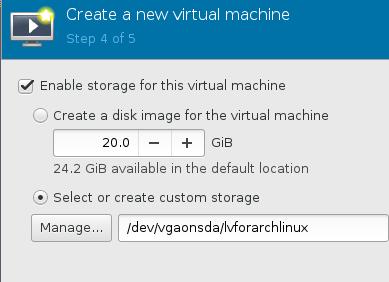 Create a new virtual machine
Step 4 of 5
Enable storage for this virtual machine
Create a disk image for the virtual machine
20.0 − + GiB
24.2 GiB available in the default location
Select or create custom storage
Manage... /dev/vgaonsda/lvforarchlinux